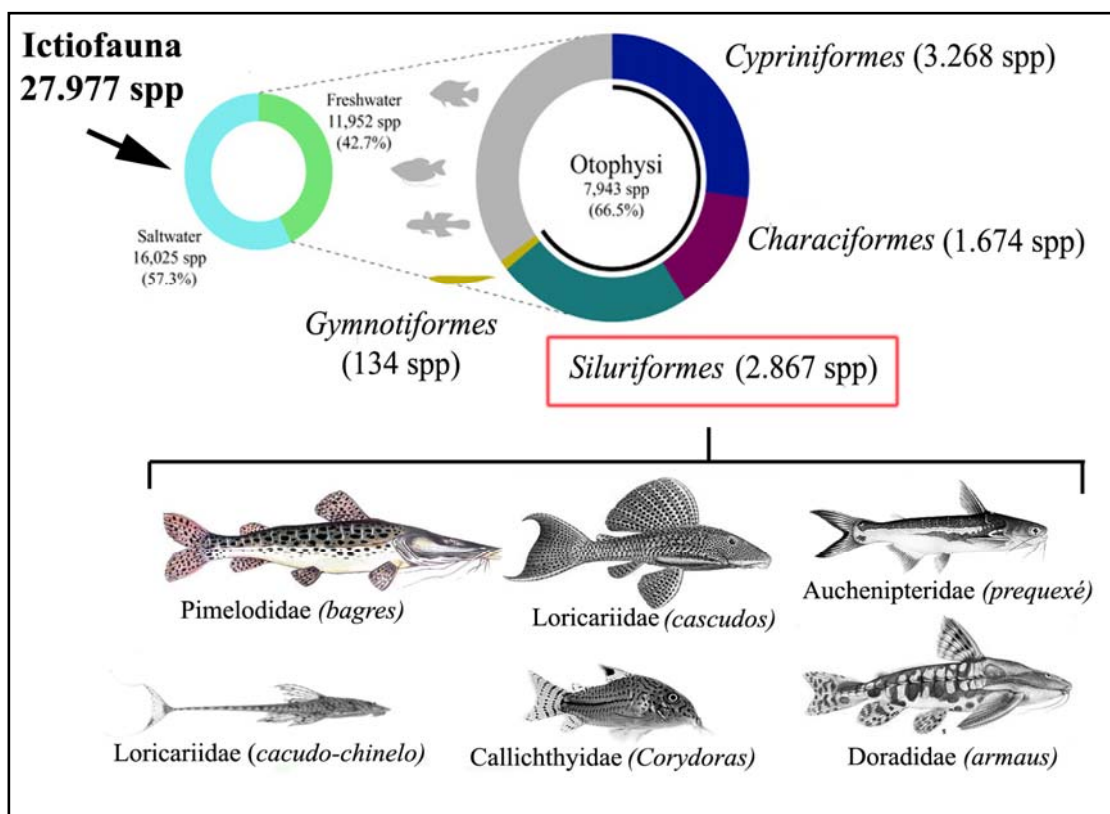 Ictiofauna
27.977 spp
Freshwater
11,952 spp
(42.7%)
Saltwater
16,025 spp
(57.3%)
Otophysi
7,943 spp
(66.5%)
Cypriniformes (3.268 spp)
Characiformes (1.674 spp)
Gymnotiformes
(134 spp)
Siluriformes (2.867 spp)
Pimelodidae (bagres)
Loricariidae (cascudos)
Auchenipteridae (prequexé)
Loricariidae (cacudo-chinelo)
Callichthyidae (Corydoras)
Doradidae (armaus)